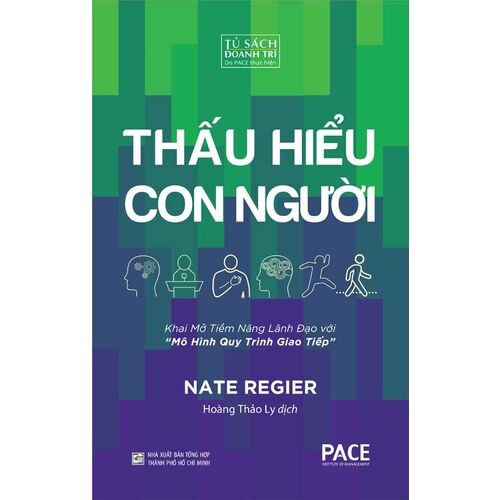 TỦ SÁCH
DOANH TRÍ
Do PACE thực hiện
THẤU HIỂU
CON NGƯỜI
Khai Mở Tiềm Năng Lãnh Đạo với
“Mô Hình Quy Trình Giao Tiếp”
NATE REGIER
Hoàng Thảo Ly dịch
NHÀ XUẤT BẢN TỔNG HỢP
THÀNH PHỐ HỒ CHÍ MINH
PACE
INSTITUTE OF MANAGEMENT